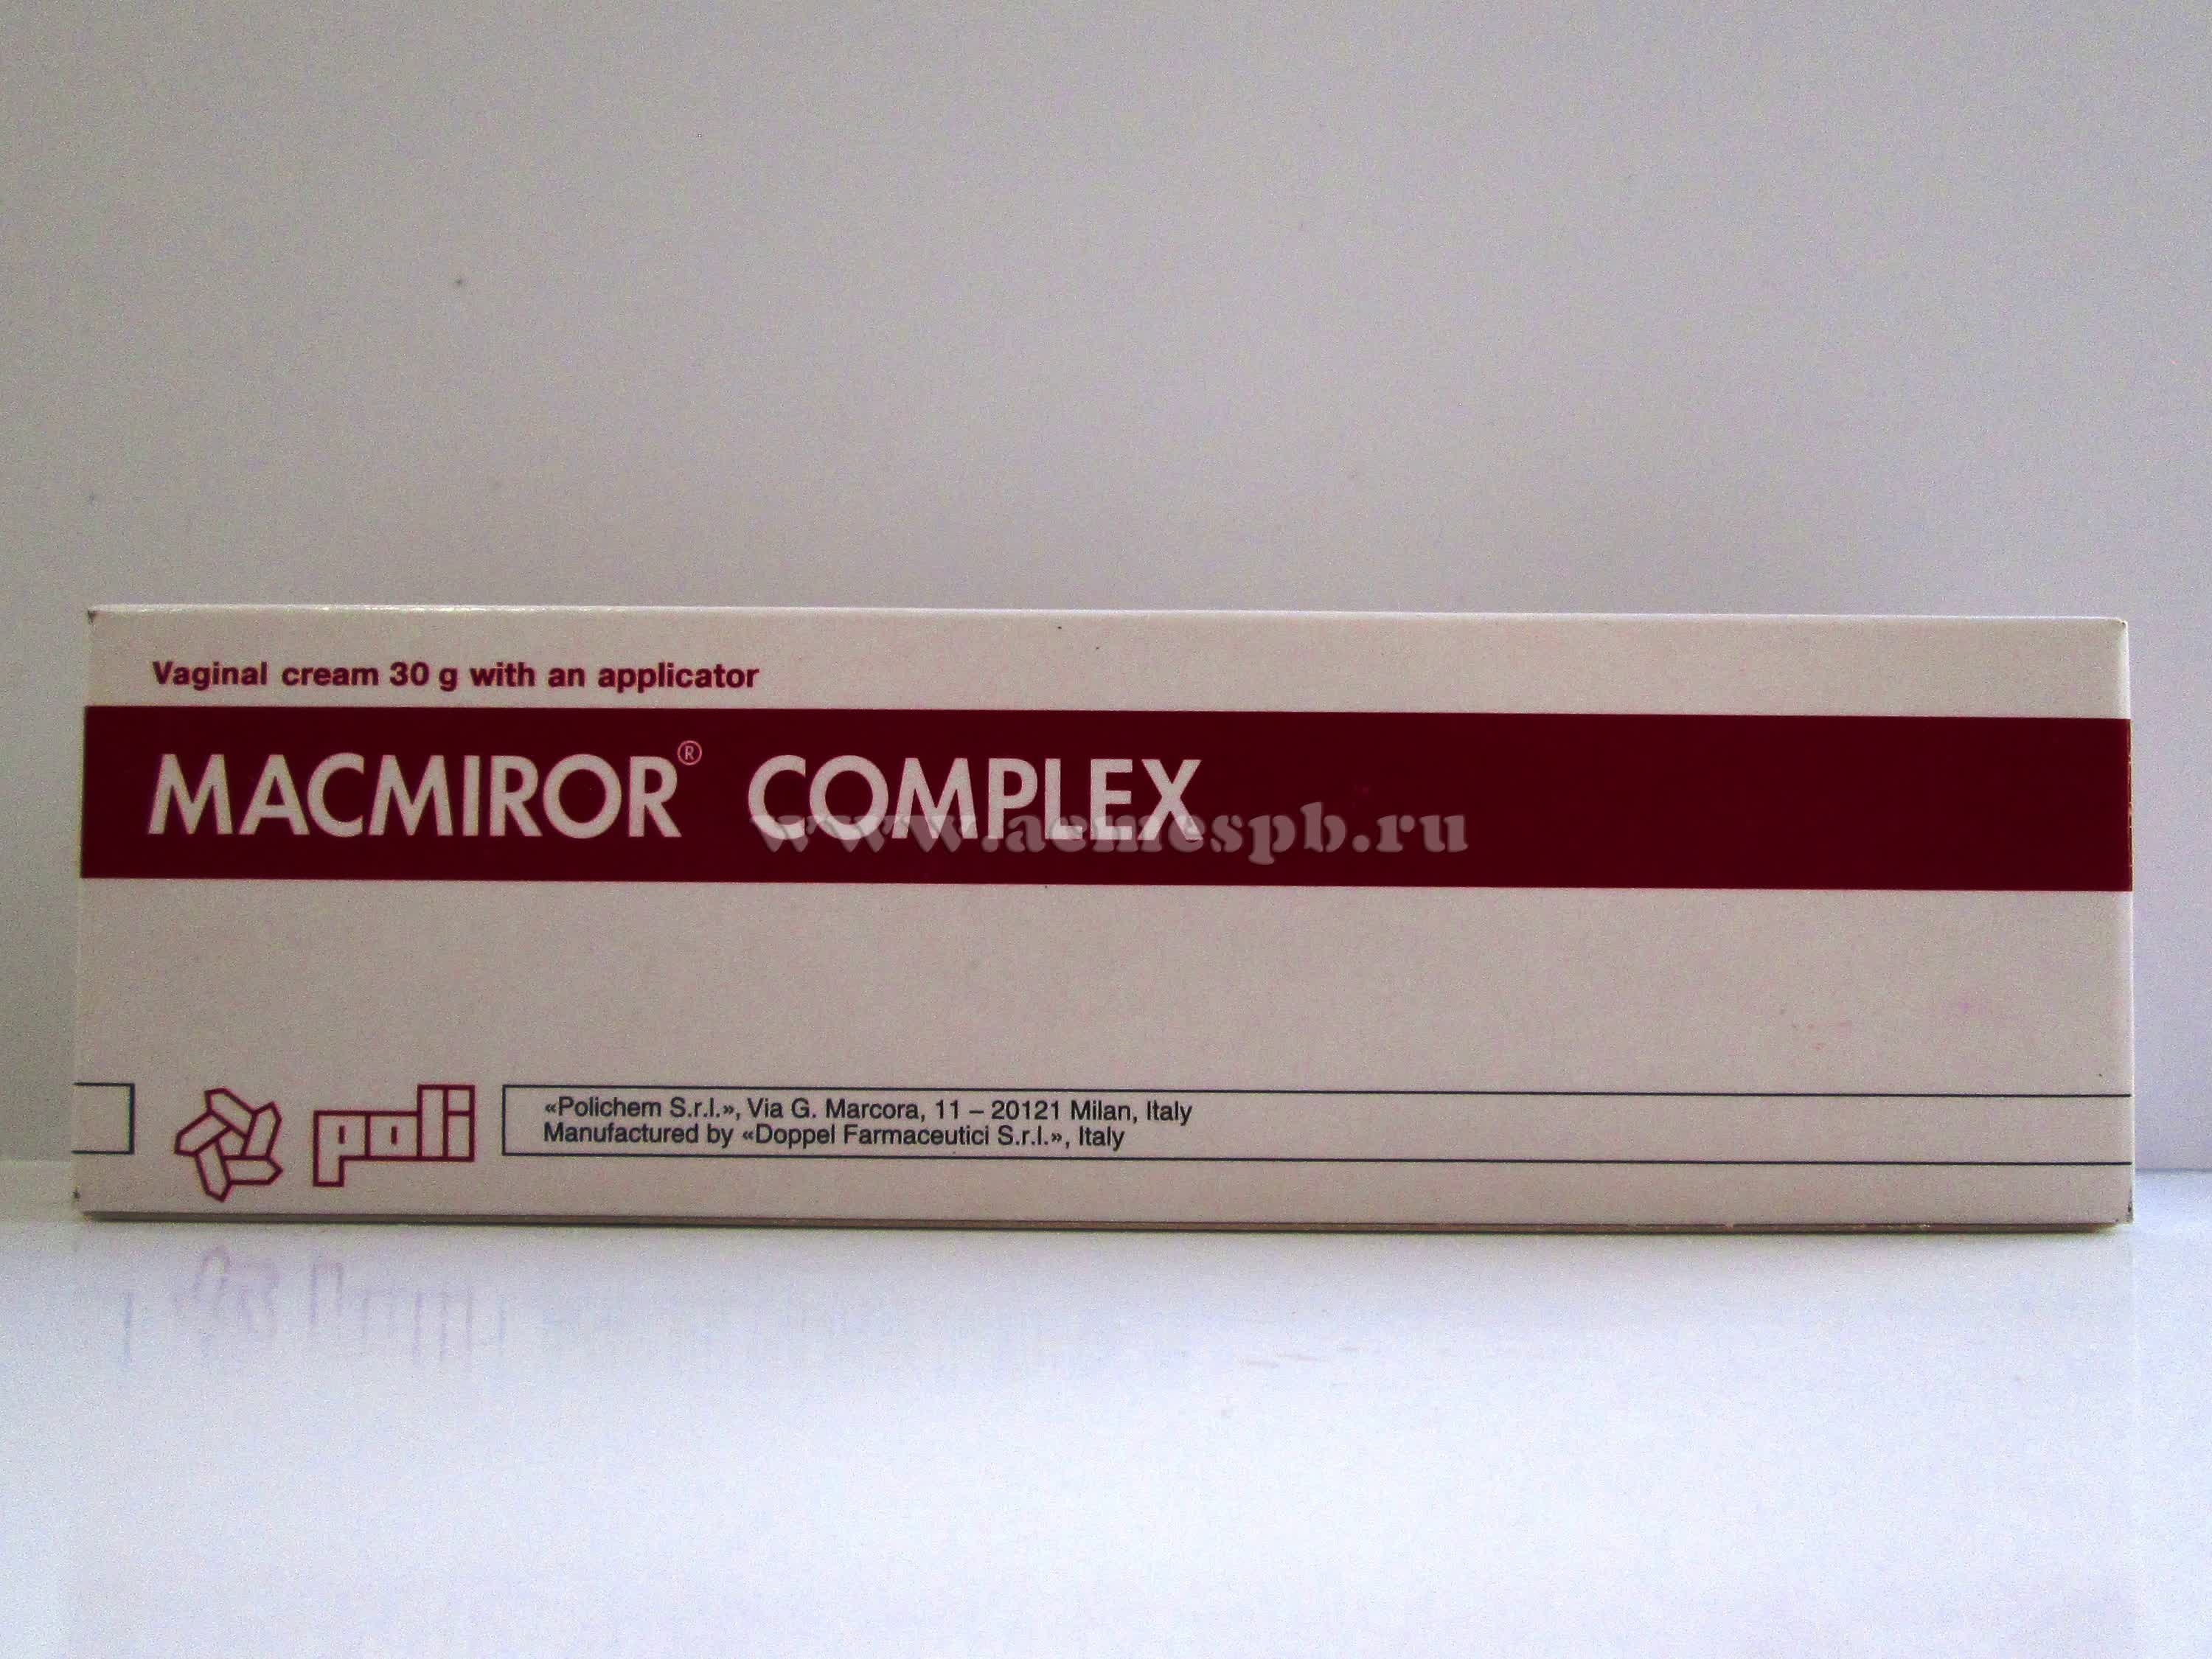 Vaginal cream 30 g with an applicator
MACMIROR® COMPLEX
www.acmespb.ru
poli
«Polichem S.r.l.», Via G. Marcora, 11 – 20121 Milan, Italy
Manufactured by «Doppel Farmaceutici S.r.l.», Italy